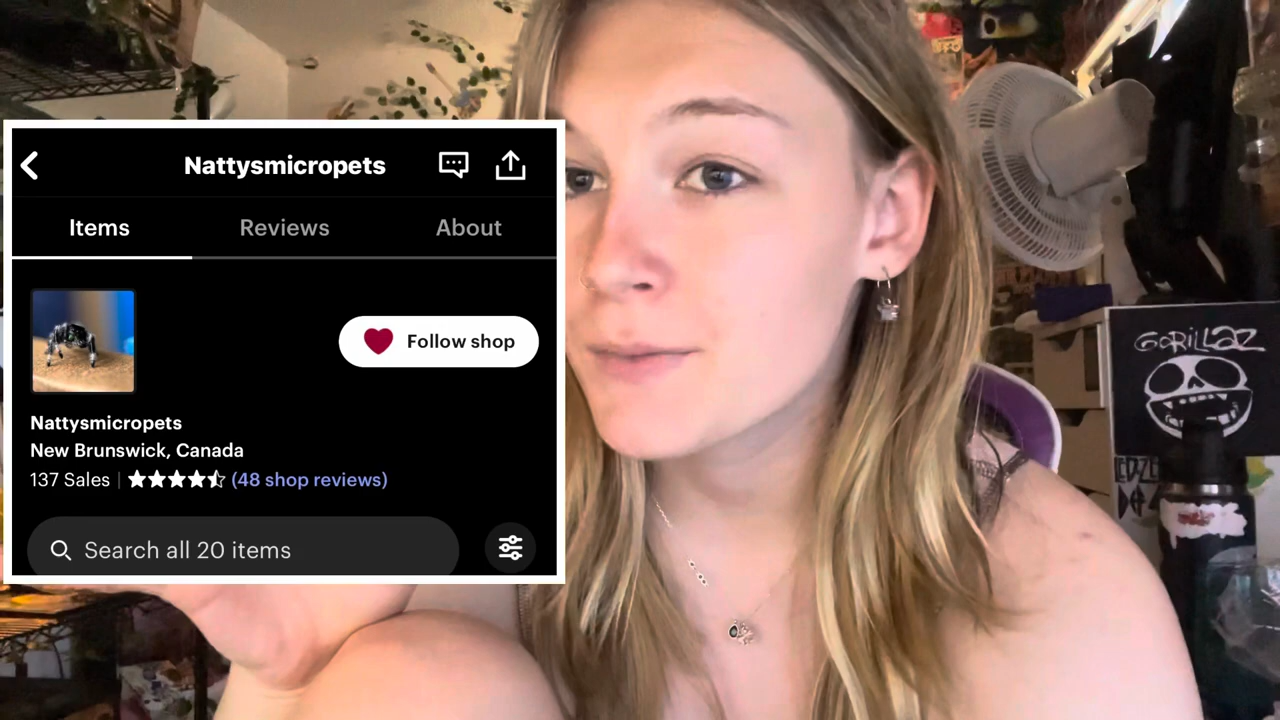 Nattysmicropets
Items
Reviews
About
Follow shop
Nattysmicropets
New Brunswick, Canada
137 Sales
(48 shop reviews)
Search all 20 items
GORILLAZ